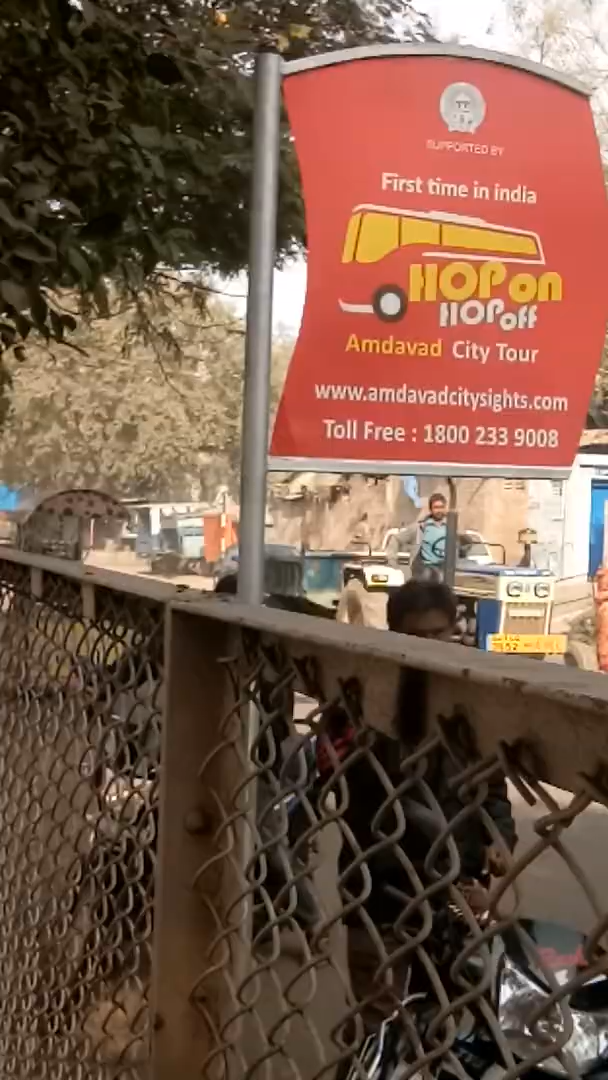 SUPPORTED BY
First time in india
HOP on
HOP off
Amdavad City Tour
www.amdavadcitysights.com
Toll Free : 1800 233 9008